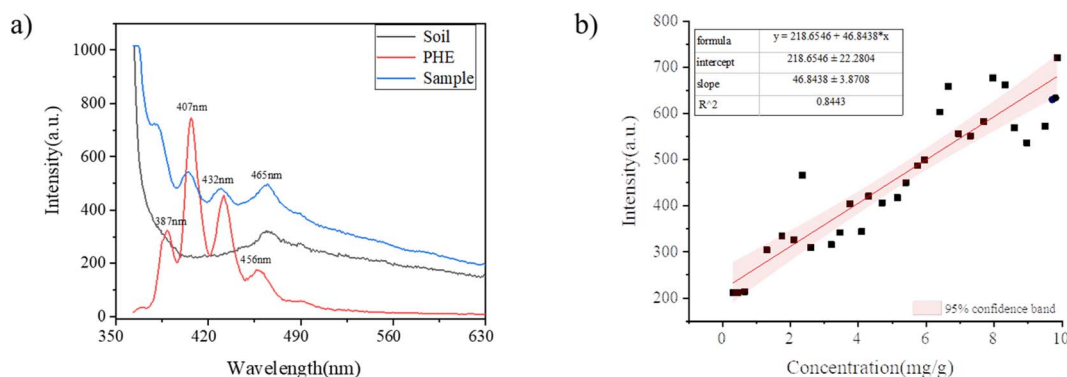 a)
Soil
PHE
Sample
407nm
432nm
465nm
387nm
456nm
1000
800
600
400
200
0
Intensity(a.u.)
350
420
490
560
630
Wavelength(nm)
b)
formula y = 218.6546 + 46.8438*x
intercept 218.6546 ± 22.2804
slope 46.8438 ± 3.8708
R^2 0.8443
800
700
600
500
400
300
200
Intensity(a.u.)
95% confidence band
0
2
4
6
8
10
Concentration(mg/g)